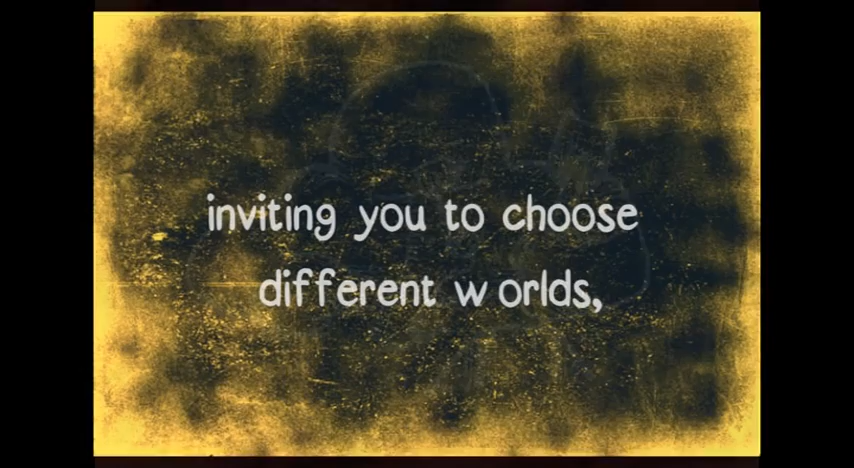 inviting you to choose
different w orlds,